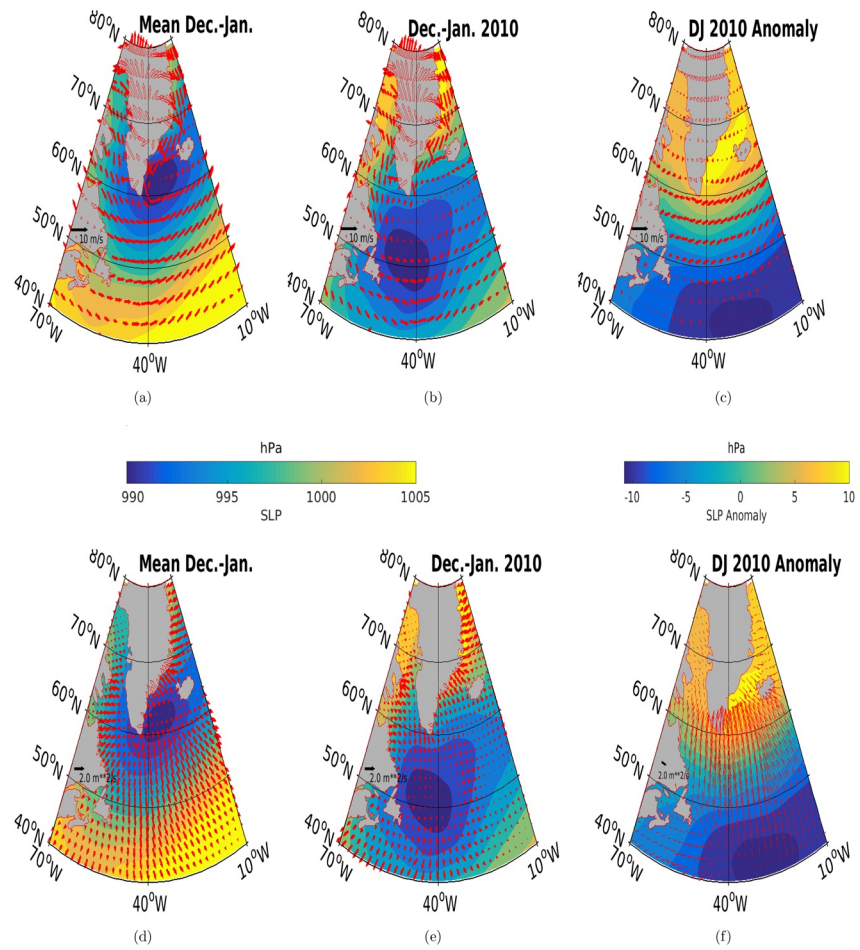 Mean Dec.-Jan. Dec.-Jan. 2010 DJ 2010 Anomaly
80°N 80°N 80°N
70°N 70°N 70°N
60°N 60°N 60°N
50°N 50°N 50°N
10 m/s 10 m/s 10 m/s
40°N 40°N 40°N
70°W 10°W 70°W 10°W 70°W 10°W
40°W 40°W 40°W
(a) (b) (c)
hPa hPa
990 995 1000 1005 -10 -5 0 5 10
SLP SLP Anomaly
Mean Dec.-Jan. Dec.-Jan. 2010 DJ 2010 Anomaly
80°N 80°N 80°N
70°N 70°N 70°N
60°N 60°N 60°N
50°N 50°N 50°N
2.0 m**2/s 2.0 m**2/s 2.0 m**2/s
40°N 40°N 40°N
70°W 10°W 70°W 10°W 70°W 10°W
40°W 40°W 40°W
(d) (e) (f)